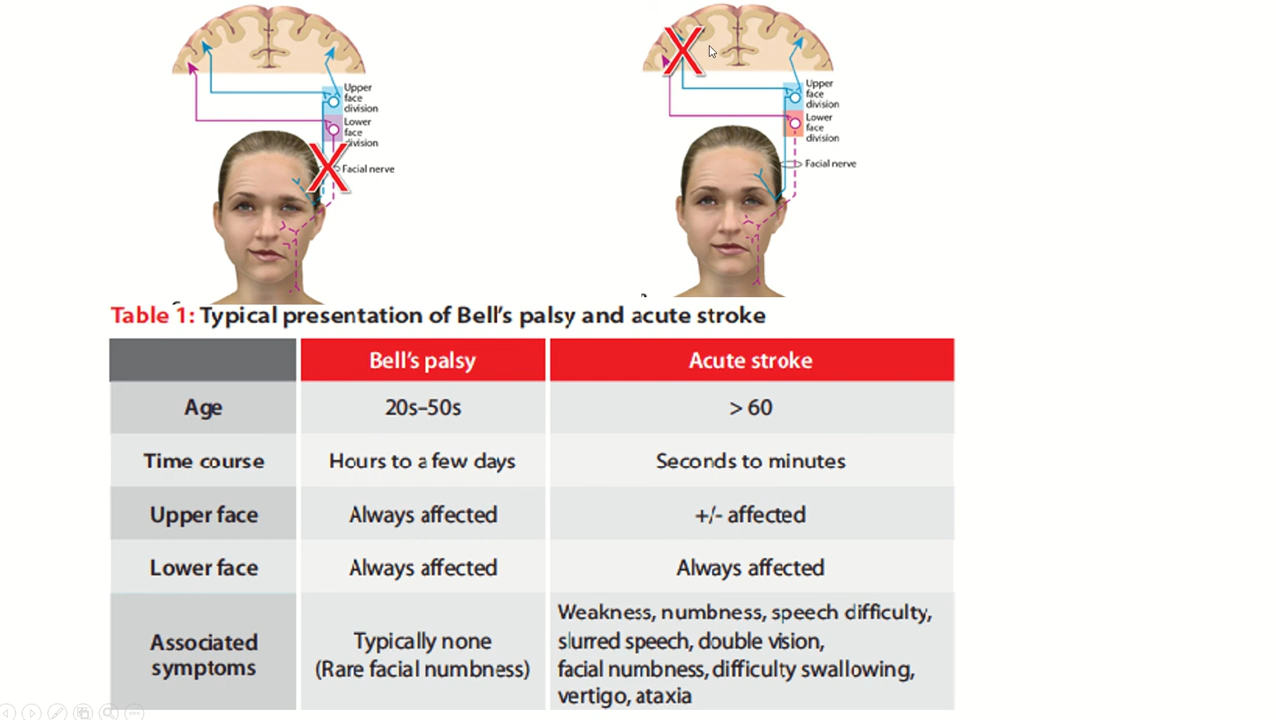 Upper
face
division
Lower
face
division
Facial nerve
Upper
face
division
Lower
face
division
Facial nerve
Table 1: Typical presentation of Bell's palsy and acute stroke
Bell's palsy
Acute stroke
Age
20s–50s
> 60
Time course
Hours to a few days
Seconds to minutes
Upper face
Always affected
+/- affected
Lower face
Always affected
Always affected
Associated
symptoms
Typically none
(Rare facial numbness)
Weakness, numbness, speech difficulty,
slurred speech, double vision,
facial numbness, difficulty swallowing,
vertigo, ataxia